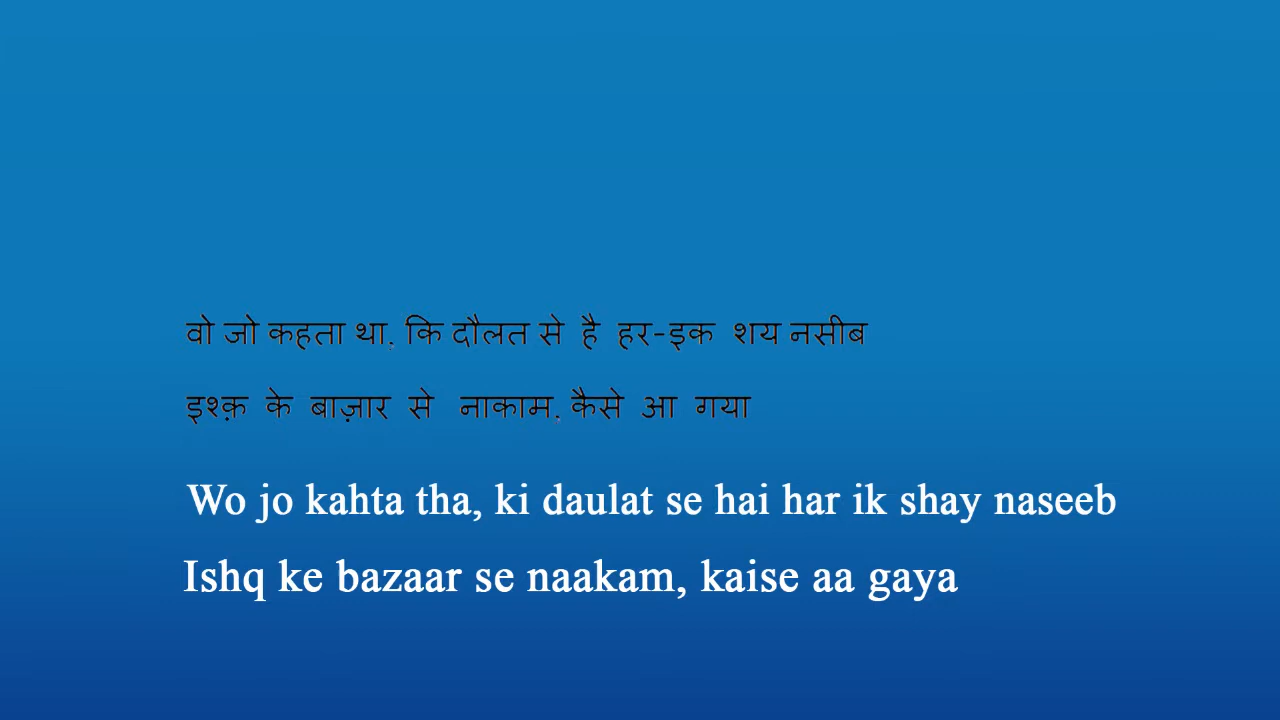 वो जो कहता था, कि दौलत से है हर-इक शय नसीब
इश्क़ के बाज़ार से नाकाम, कैसे आ गया
Wo jo kahta tha, ki daulat se hai har ik shay naseeb
Ishq ke bazaar se naakam, kaise aa gaya